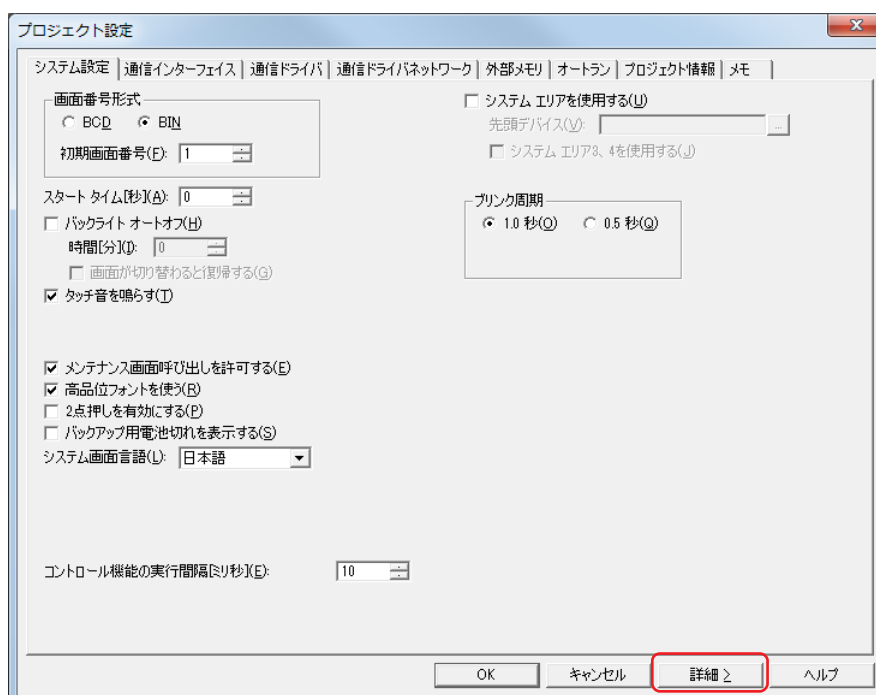 プロジェクト設定
システム設定 通信インターフェイス 通信ドライバ 通信ドライバネットワーク 外部メモリ オートラン プロジェクト情報 メモ
画面番号形式
BCD BIN
初期画面番号(F): 1
スタート タイム[秒](A): 0
バックライト オートオフ(H)
時間[分](I): 0
画面が切り替わると復帰する(G)
タッチ音を鳴らす(T)
メンテナンス画面呼び出しを許可する(E)
高品位フォントを使う(R)
2点押しを有効にする(P)
バックアップ用電池切れを表示する(S)
システム画面言語(L): 日本語
コントロール機能の実行間隔[ミリ秒](E): 10
システム エリアを使用する(U)
先頭デバイス(V): ...
システム エリア3、4を使用する(J)
ブリンク周期
1.0 秒(O) 0.5 秒(Q)
OK キャンセル 詳細 > ヘルプ